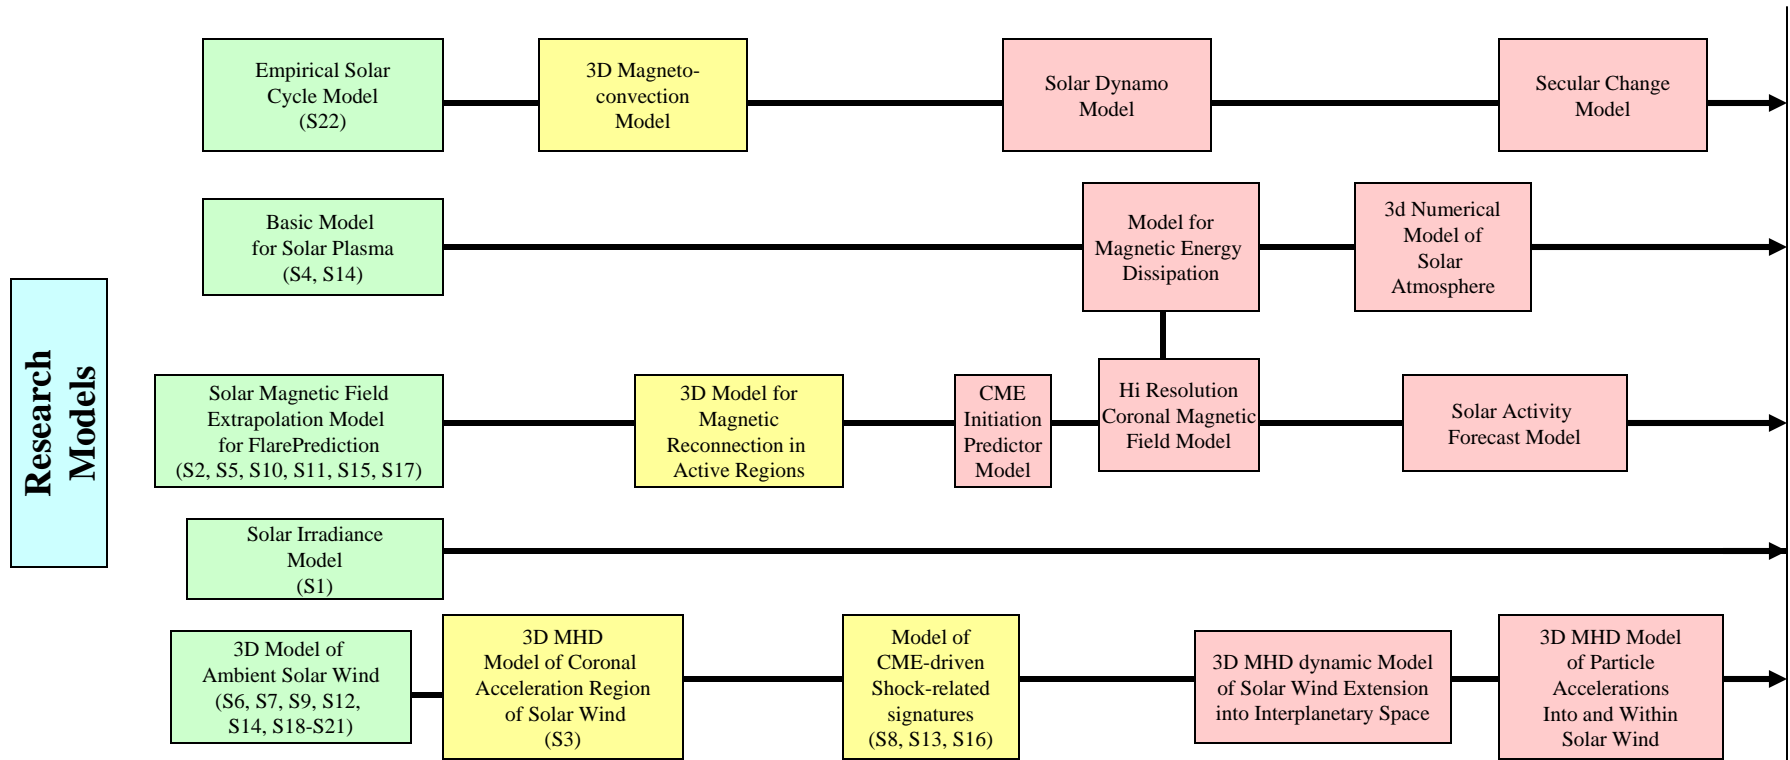 Research
Models
Empirical Solar
Cycle Model
(S22)
3D Magneto-
convection
Model
Solar Dynamo
Model
Secular Change
Model
Basic Model
for Solar Plasma
(S4, S14)
Model for
Magnetic Energy
Dissipation
3d Numerical
Model of
Solar
Atmosphere
Solar Magnetic Field
Extrapolation Model
for FlarePrediction
(S2, S5, S10, S11, S15, S17)
3D Model for
Magnetic
Reconnection in
Active Regions
CME
Initiation
Predictor
Model
Hi Resolution
Coronal Magnetic
Field Model
Solar Activity
Forecast Model
Solar Irradiance
Model
(S1)
3D Model of
Ambient Solar Wind
(S6, S7, S9, S12,
S14, S18-S21)
3D MHD
Model of Coronal
Acceleration Region
of Solar Wind
(S3)
Model of
CME-driven
Shock-related
signatures
(S8, S13, S16)
3D MHD dynamic Model
of Solar Wind Extension
into Interplanetary Space
3D MHD Model
of Particle
Accelerations
Into and Within
Solar Wind